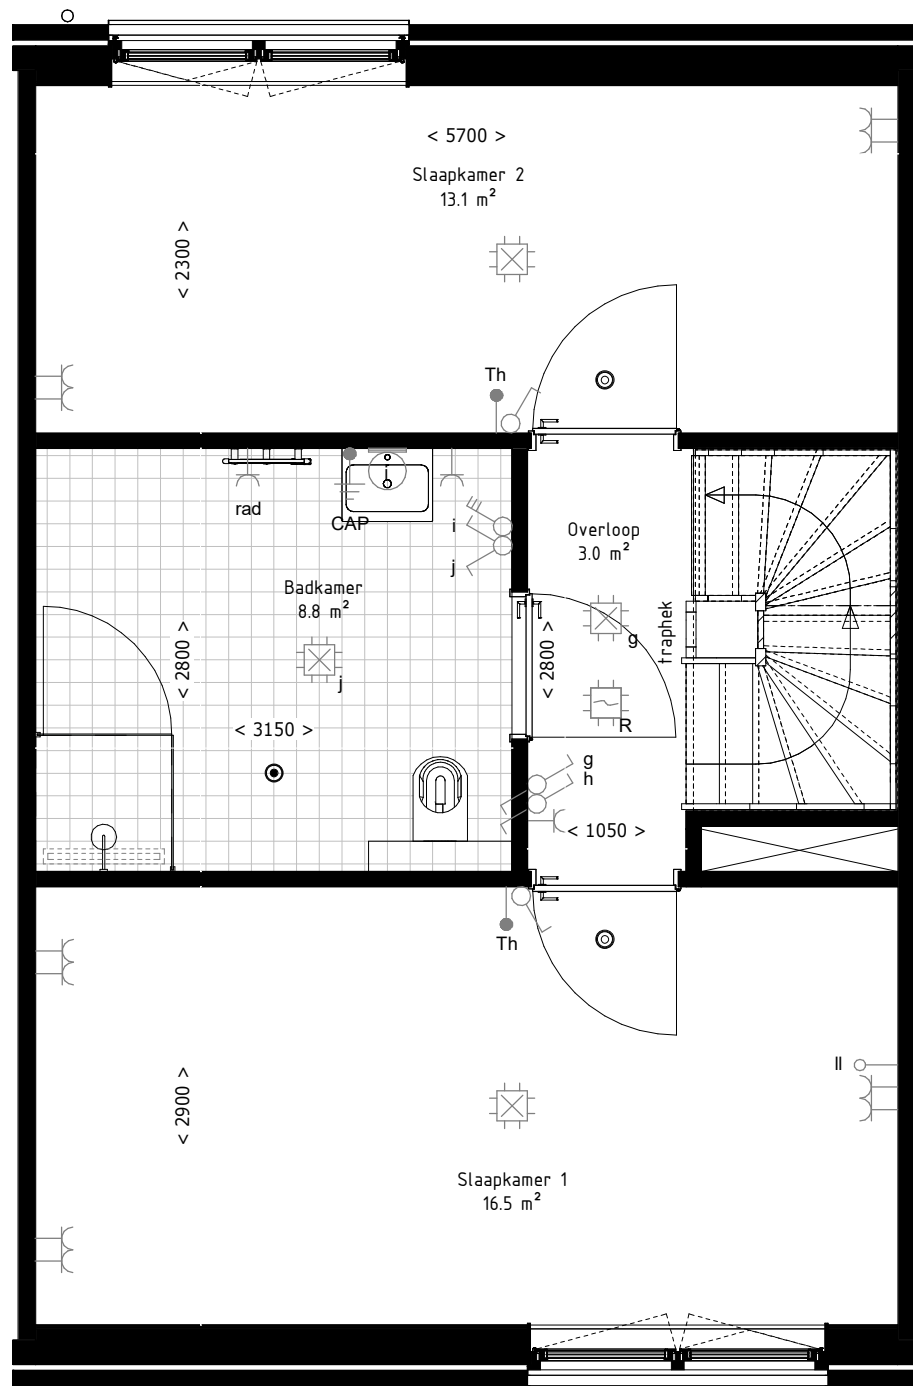 < 5700 >
Slaapkamer 2
13.1 m²
< 2300 >
Th
rad
CAP
i
j
Overloop
3.0 m²
Badkamer
8.8 m²
traphek
g
< 2800 >
< 2800 >
j
R
< 3150 >
g
h
< 1050 >
Th
II
< 2900 >
Slaapkamer 1
16.5 m²